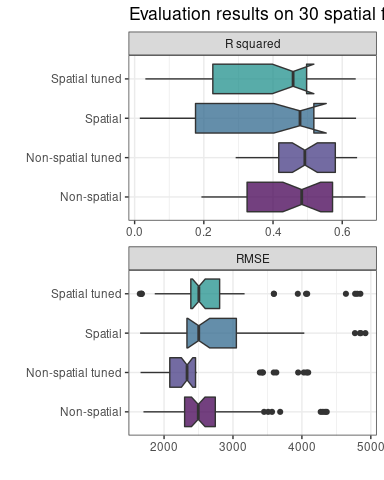 Evaluation results on 30 spatial f
R squared
Spatial tuned
Spatial
Non-spatial tuned
Non-spatial
0.0 0.2 0.4 0.6
RMSE
Spatial tuned
Spatial
Non-spatial tuned
Non-spatial
2000 3000 4000 5000